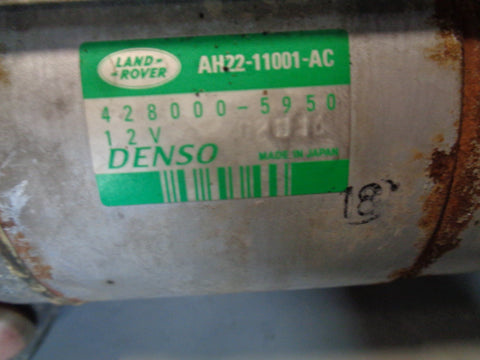 LAND-
-ROVER
AH22-11001-AC
428000-5950
12V
DENSO MADE IN JAPAN
18